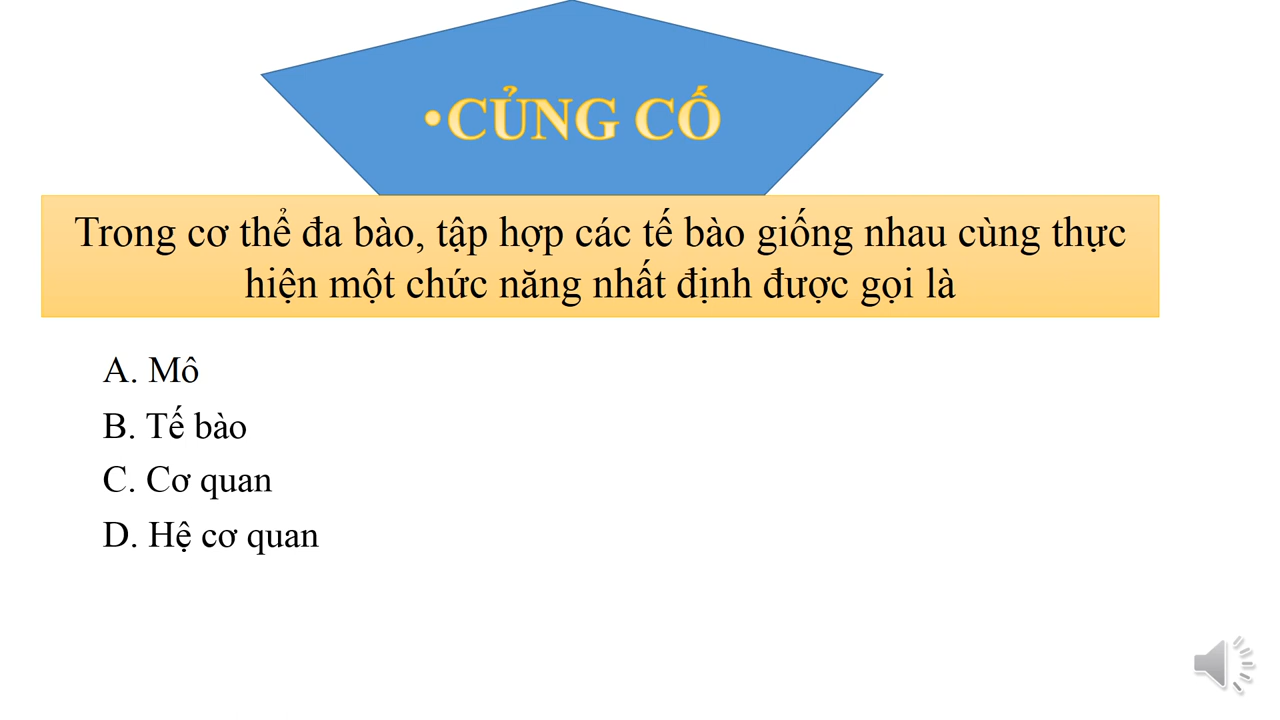 •CỦNG CỐ
Trong cơ thể đa bào, tập hợp các tế bào giống nhau cùng thực
hiện một chức năng nhất định được gọi là
A. Mô
B. Tế bào
C. Cơ quan
D. Hệ cơ quan